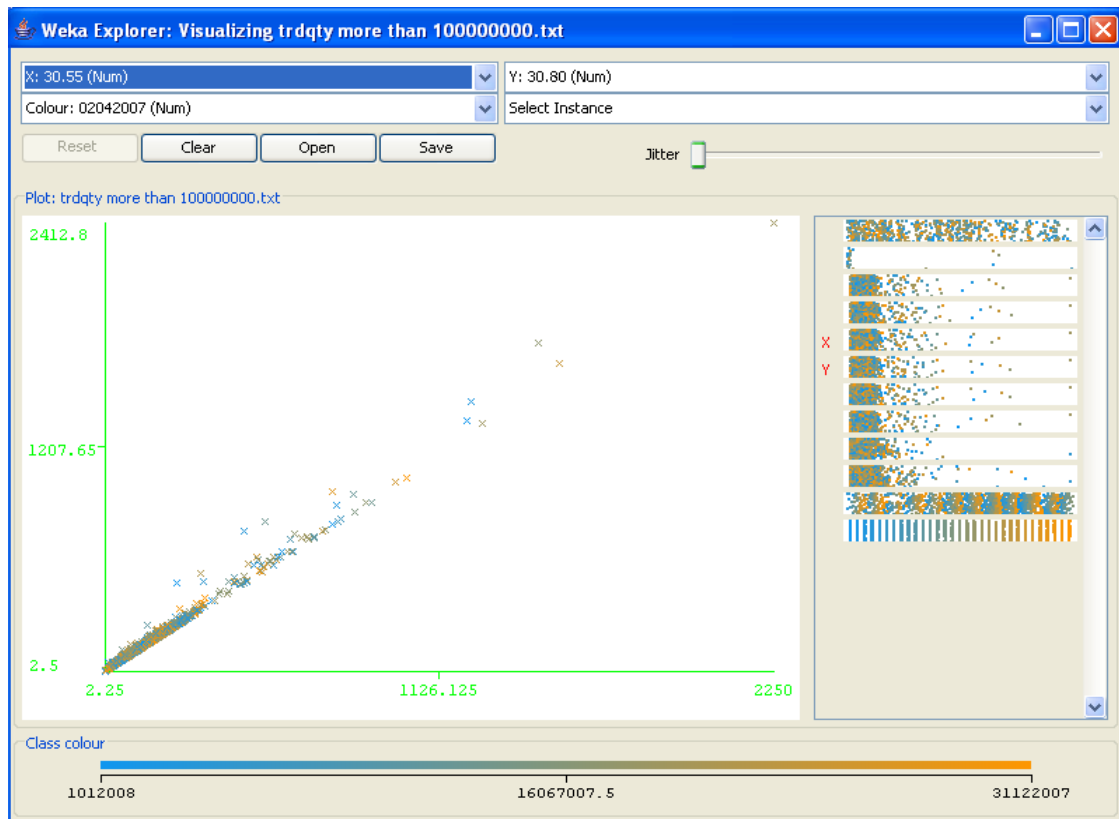 Weka Explorer: Visualizing trdqty more than 100000000.txt
X: 30.55 (Num) Y: 30.80 (Num)
Colour: 02042007 (Num) Select Instance
Reset Clear Open Save Jitter
Plot: trdqty more than 100000000.txt
2412.8
X
Y
1207.65
2.5
2.25 1126.125 2250
Class colour
1012008 16067007.5 31122007